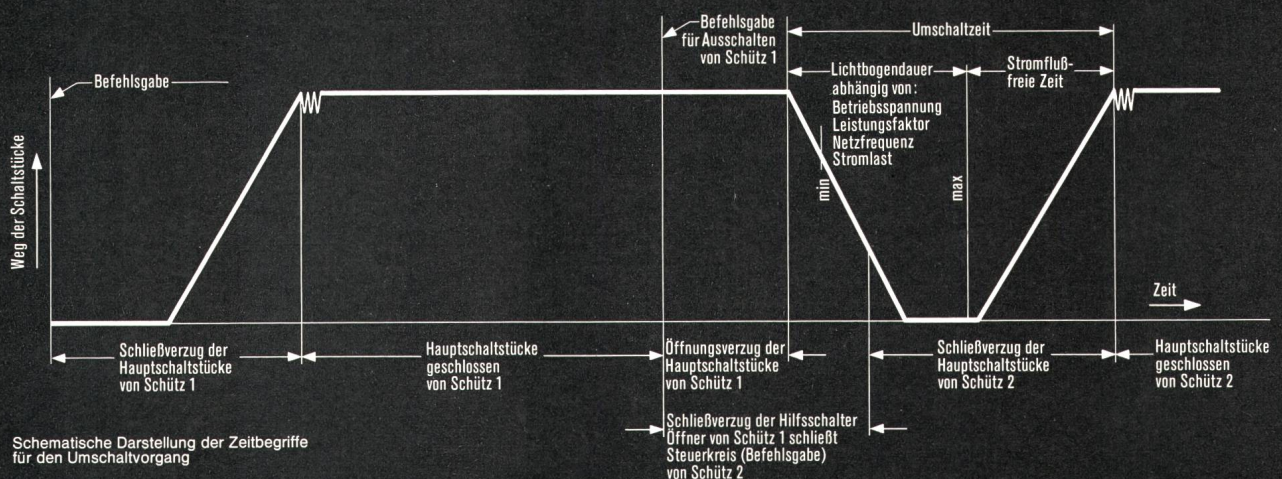 Befehlsgabe
für Ausschalten
von Schütz 1
Umschaltzeit
Befehlsgabe
Lichtbogendauer
abhängig von:
Betriebsspannung
Leistungsfaktor
Netzfrequenz
Stromlast
Stromfluß-
freie Zeit
min
max
Weg der Schaltstücke
Zeit
Schließverzug der
Hauptschaltstücke
von Schütz 1
Hauptschaltstücke
geschlossen
von Schütz 1
Öffnungsverzug der
Hauptschaltstücke
von Schütz 1
Schließverzug der
Hauptschaltstücke
von Schütz 2
Hauptschaltstücke
geschlossen
von Schütz 2
Schließverzug der Hilfsschalter
Öffner von Schütz 1 schließt
Steuerkreis (Befehlsgabe)
von Schütz 2
Schematische Darstellung der Zeitbegriffe
für den Umschaltvorgang